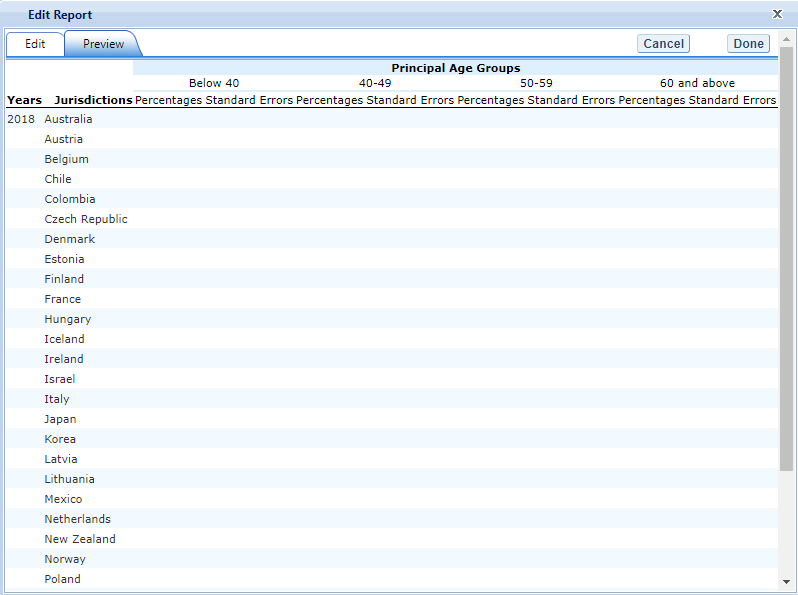 Edit Report X
Edit Preview Cancel Done
Principal Age Groups
Below 40 40-49 50-59 60 and above
Years Jurisdictions Percentages Standard Errors Percentages Standard Errors Percentages Standard Errors Percentages Standard Errors
2018 Australia
Austria
Belgium
Chile
Colombia
Czech Republic
Denmark
Estonia
Finland
France
Hungary
Iceland
Ireland
Israel
Italy
Japan
Korea
Latvia
Lithuania
Mexico
Netherlands
New Zealand
Norway
Poland